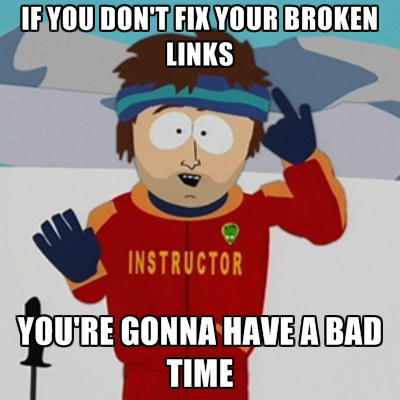 IF YOU DON'T FIX YOUR BROKEN
LINKS
INSTRUCTOR
YOU'RE GONNA HAVE A BAD
TIME